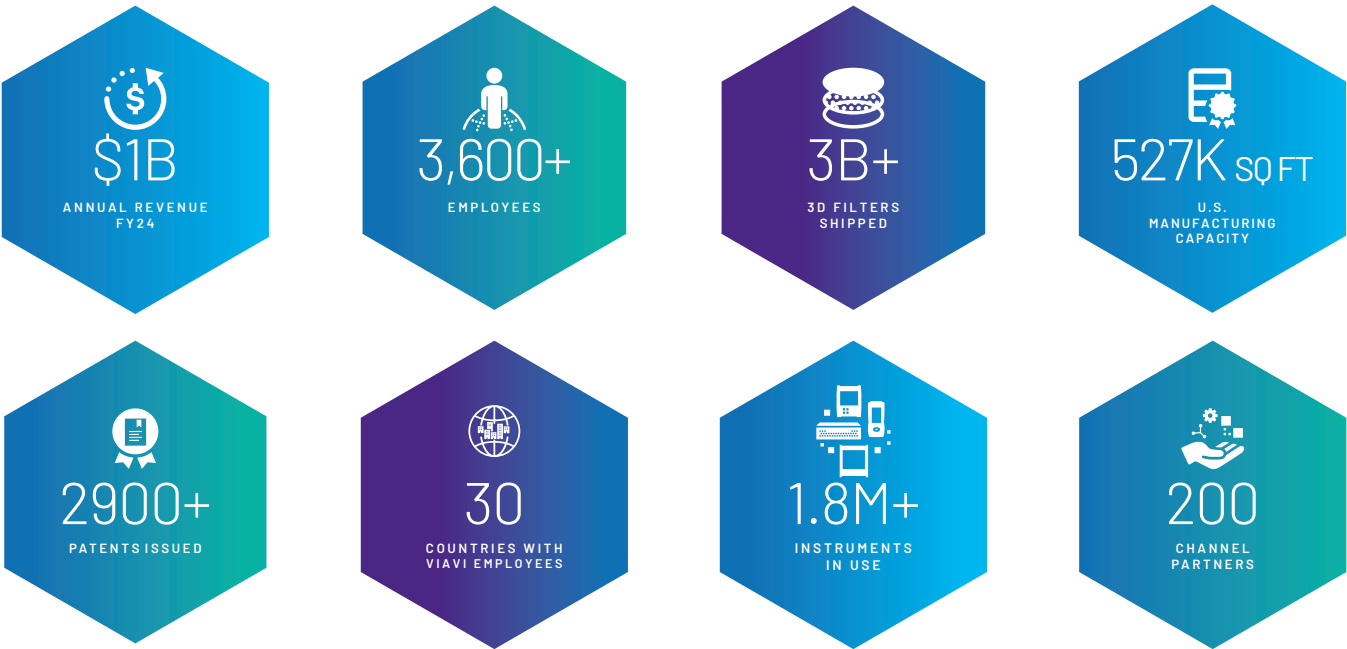 $1B
ANNUAL REVENUE
FY24
3,600+
EMPLOYEES
3B+
3D FILTERS
SHIPPED
527K SQ FT
U.S.
MANUFACTURING
CAPACITY
2900+
PATENTS ISSUED
30
COUNTRIES WITH
VIAVI EMPLOYEES
1.8M+
INSTRUMENTS
IN USE
200
CHANNEL
PARTNERS